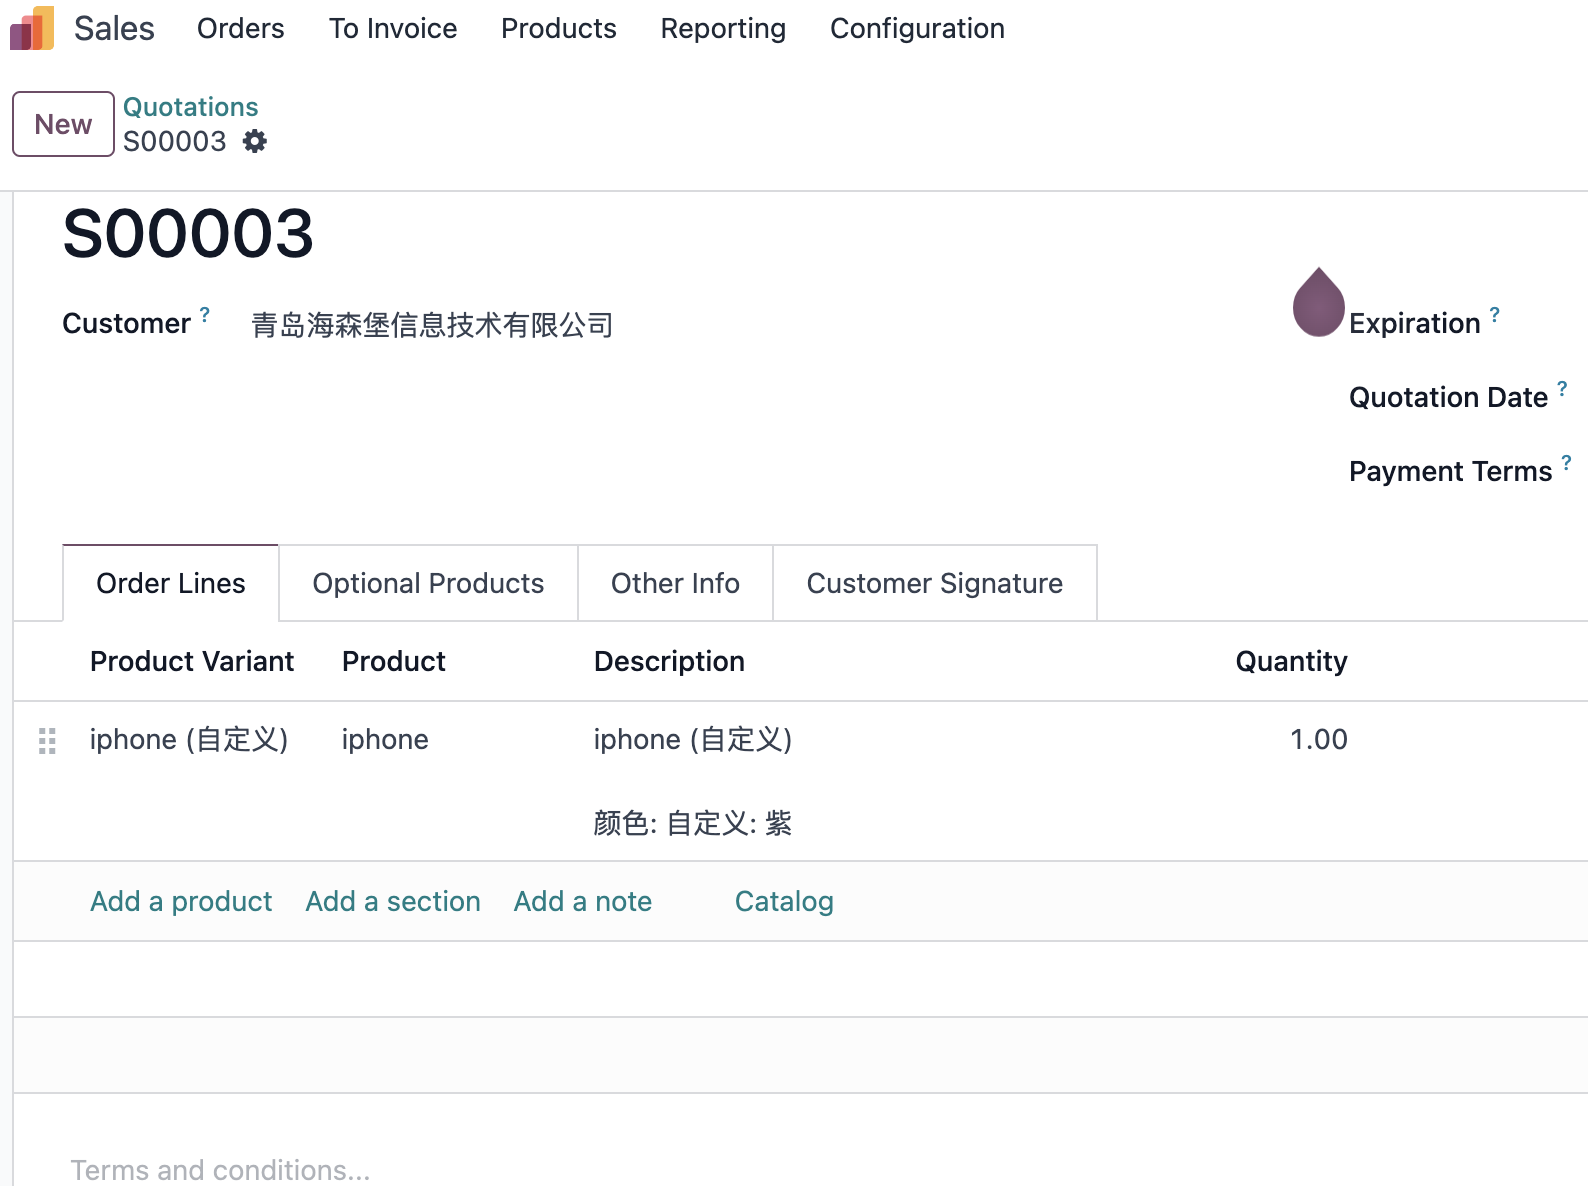 Sales Orders To Invoice Products Reporting Configuration
New Quotations
S00003
S00003
Customer ? 青岛海森堡信息技术有限公司 Expiration ?
Quotation Date ?
Payment Terms ?
Order Lines Optional Products Other Info Customer Signature
Product Variant Product Description Quantity
iphone (自定义) iphone iphone (自定义) 1.00
颜色: 自定义: 紫
Add a product Add a section Add a note Catalog
Terms and conditions...